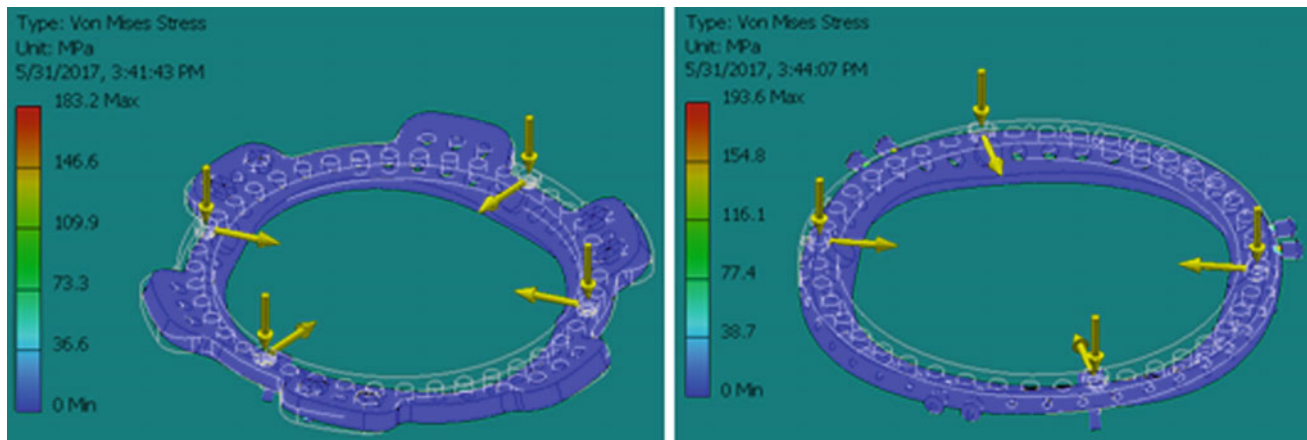 Type: Von Mises Stress
Unit: MPa
5/31/2017, 3:41:43 PM
183.2 Max
146.6
109.9
73.3
36.6
0 Min
Type: Von Mises Stress
Unit: MPa
5/31/2017, 3:44:07 PM
193.6 Max
154.8
116.1
77.4
38.7
0 Min